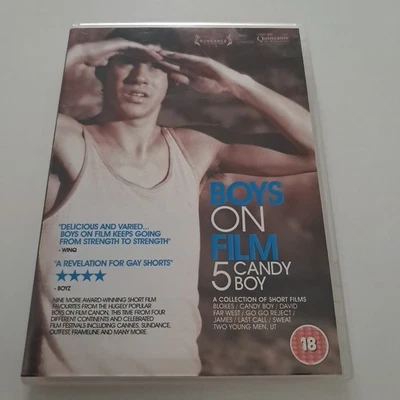 SUNDANCE
"DELICIOUS AND VARIED...
BOYS ON FILM KEEPS GOING
FROM STRENGTH TO STRENGTH"
- WINQ
"A REVELATION FOR GAY SHORTS"
- BOYZ
NINE MORE AWARD-WINNING SHORT FILM
FAVOURITES FROM THE HUGELY POPULAR
BOYS ON FILM CANON, THIS TIME FROM FOUR
DIFFERENT CONTINENTS AND CELEBRATED
FILM FESTIVALS INCLUDING CANNES, SUNDANCE,
OUTFEST, FRAMELINE AND MANY MORE.
BOYS
ON
FILM
5 CANDY
BOY
A COLLECTION OF SHORT FILMS
BLOKES / CANDY BOY / DAVID
FAR WEST / GO GO REJECT /
JAMES / LAST CALL / SWEAT
TWO YOUNG MEN, UT
18